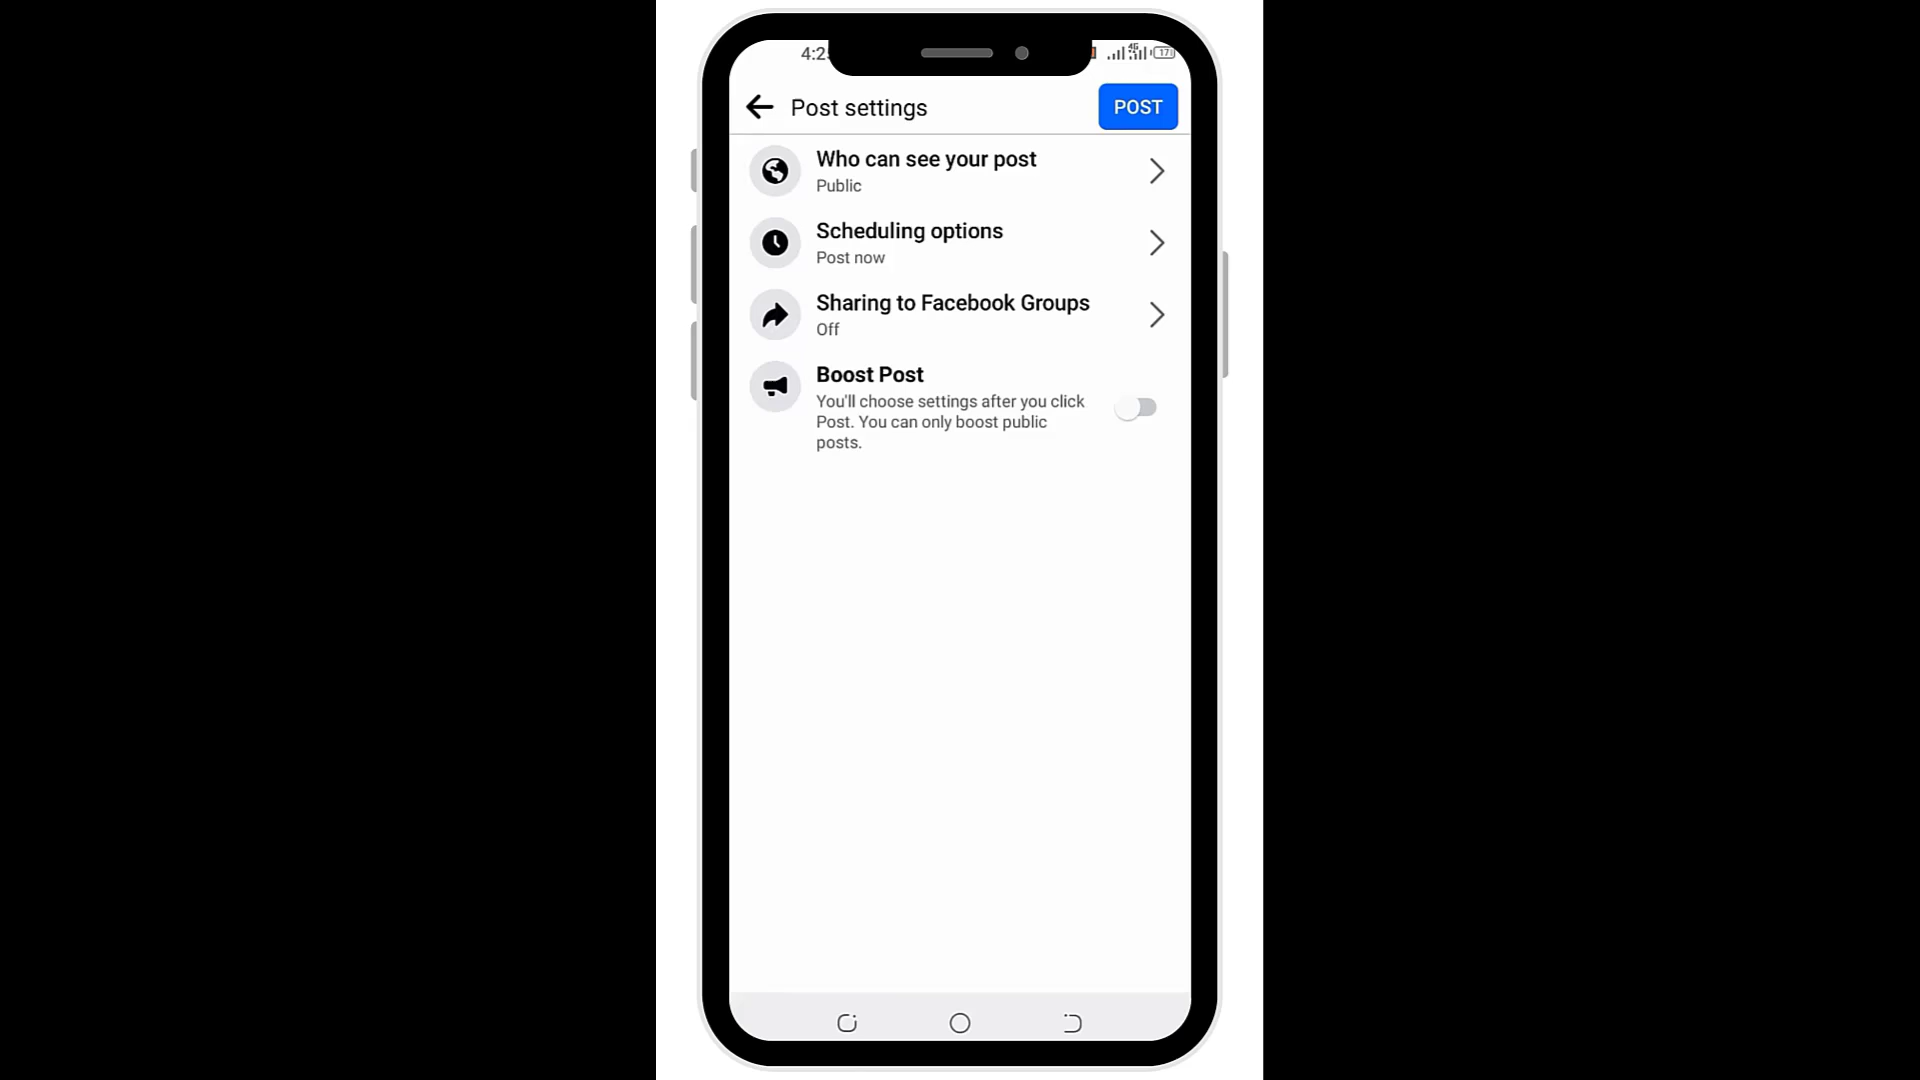 Post settings
POST
Who can see your post
Public
Scheduling options
Post now
Sharing to Facebook Groups
Off
Boost Post
You'll choose settings after you click
Post. You can only boost public
posts.